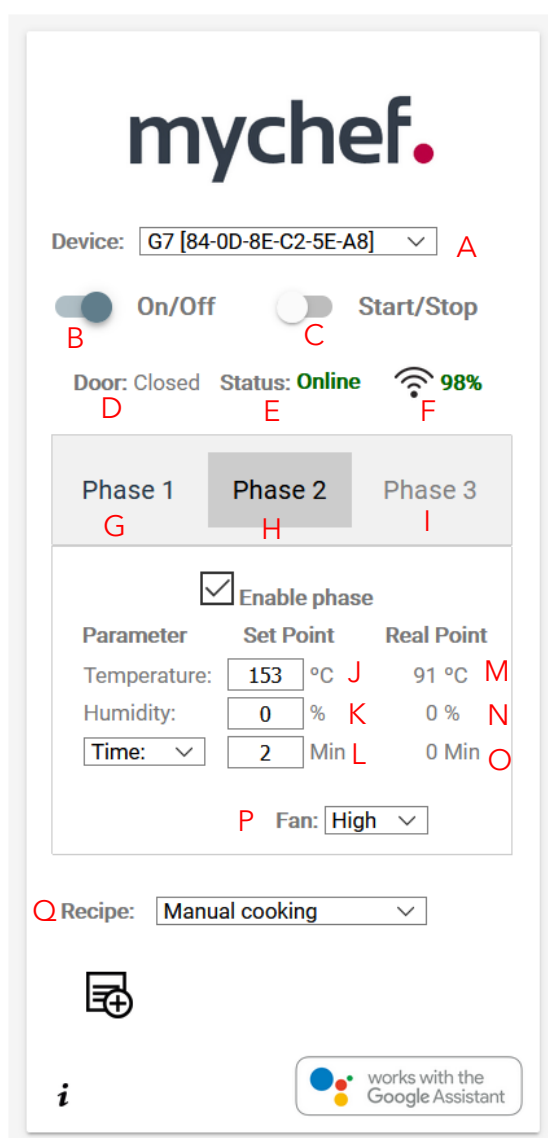 mychef.
Device: G7 [84-0D-8E-C2-5E-A8] A
On/Off Start/Stop
B C
Door: Closed Status: Online 98%
D E F
Phase 1 Phase 2 Phase 3
G H I
Enable phase
Parameter Set Point Real Point
Temperature: 153 ºC J 91 ºC M
Humidity: 0 % K 0 % N
Time: 2 Min L 0 Min O
P Fan: High
Q Recipe: Manual cooking
i
works with the
Google Assistant